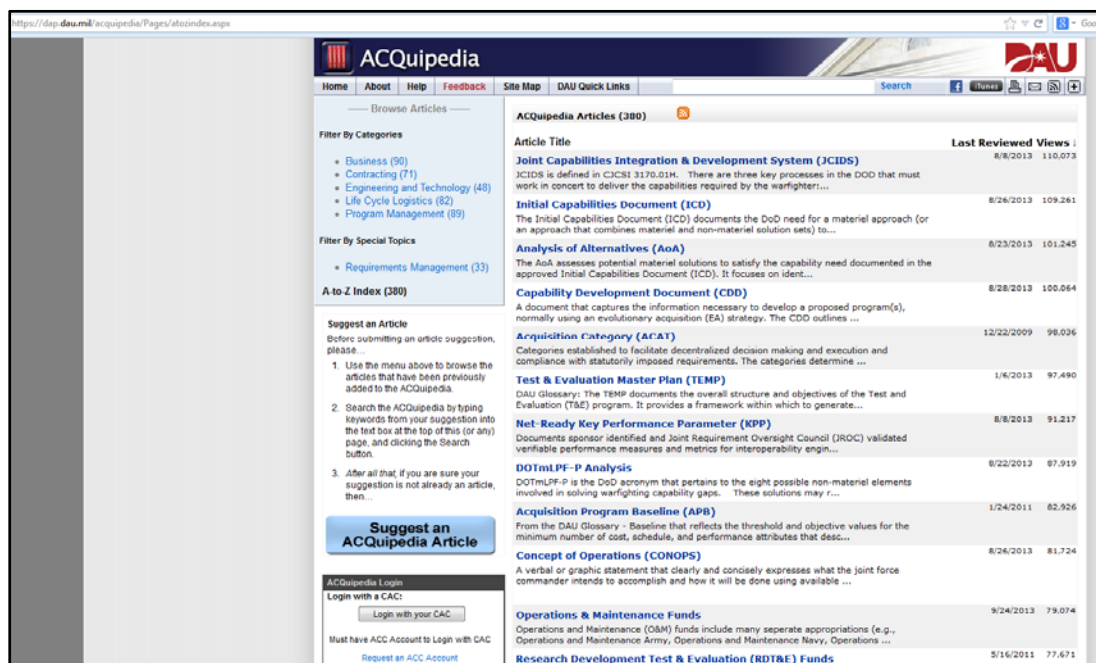 https://dap.dau.mil/acquipedia/Pages/atozindex.aspx
Goo
ACQuipedia
DAU
Home About Help Feedback Site Map DAU Quick Links Search iTunes
Browse Articles
Filter By Categories
Business (90)
Contracting (71)
Engineering and Technology (48)
Life Cycle Logistics (82)
Program Management (89)
Filter By Special Topics
Requirements Management (33)
A-to-Z Index (380)
Suggest an Article
Before submitting an article suggestion,
please...
1. Use the menu above to browse the
articles that have been previously
added to the ACQuipedia.
2. Search the ACQuipedia by typing
keywords from your suggestion into
the text box at the top of this (or any)
page, and clicking the Search
button.
3. After all that, if you are sure your
suggestion is not already an article,
then...
Suggest an
ACQuipedia Article
ACQuipedia Login
Login with a CAC:
Login with your CAC
Must have ACC Account to Login with CAC
Request an ACC Account
ACQuipedia Articles (380)
Article Title Last Reviewed Views ↓
Joint Capabilities Integration & Development System (JCIDS) 8/8/2013 110,073
JCIDS is defined in CJCSI 3170.01H. There are three key processes in the DOD that must
work in concert to deliver the capabilities required by the warfighter:...
Initial Capabilities Document (ICD) 8/26/2013 109,261
The Initial Capabilities Document (ICD) documents the DoD need for a materiel approach (or
an approach that combines materiel and non-materiel solution sets) to...
Analysis of Alternatives (AoA) 8/23/2013 101,245
The AoA assesses potential materiel solutions to satisfy the capability need documented in the
approved Initial Capabilities Document (ICD). It focuses on ident...
Capability Development Document (CDD) 8/28/2013 100,064
A document that captures the information necessary to develop a proposed program(s),
normally using an evolutionary acquisition (EA) strategy. The CDD outlines ...
Acquisition Category (ACAT) 12/22/2009 98,036
Categories established to facilitate decentralized decision making and execution and
compliance with statutorily imposed requirements. The categories determine ...
Test & Evaluation Master Plan (TEMP) 1/6/2013 97,490
DAU Glossary: The TEMP documents the overall structure and objectives of the Test and
Evaluation (T&E) program. It provides a framework within which to generate...
Net-Ready Key Performance Parameter (KPP) 8/8/2013 91,217
Documents sponsor identified and Joint Requirement Oversight Council (JROC) validated
verifiable performance measures and metrics for interoperability engin...
DOTmLPF-P Analysis 8/22/2013 87,919
DOTmLPF-P is the DoD acronym that pertains to the eight possible non-materiel elements
involved in solving warfighting capability gaps. These solutions may r...
Acquisition Program Baseline (APB) 1/24/2011 82,926
From the DAU Glossary - Baseline that reflects the threshold and objective values for the
minimum number of cost, schedule, and performance attributes that desc...
Concept of Operations (CONOPS) 8/26/2013 81,724
A verbal or graphic statement that clearly and concisely expresses what the joint force
commander intends to accomplish and how it will be done using available ...
Operations & Maintenance Funds 9/24/2013 79,074
Operations and Maintenance (O&M) funds include many seperate appropriations (e.g.,
Operations and Maintenance Army, Operations and Maintenance Navy, Operations ...
Research Development Test & Evaluation (RDT&E) Funds 5/16/2011 77,671